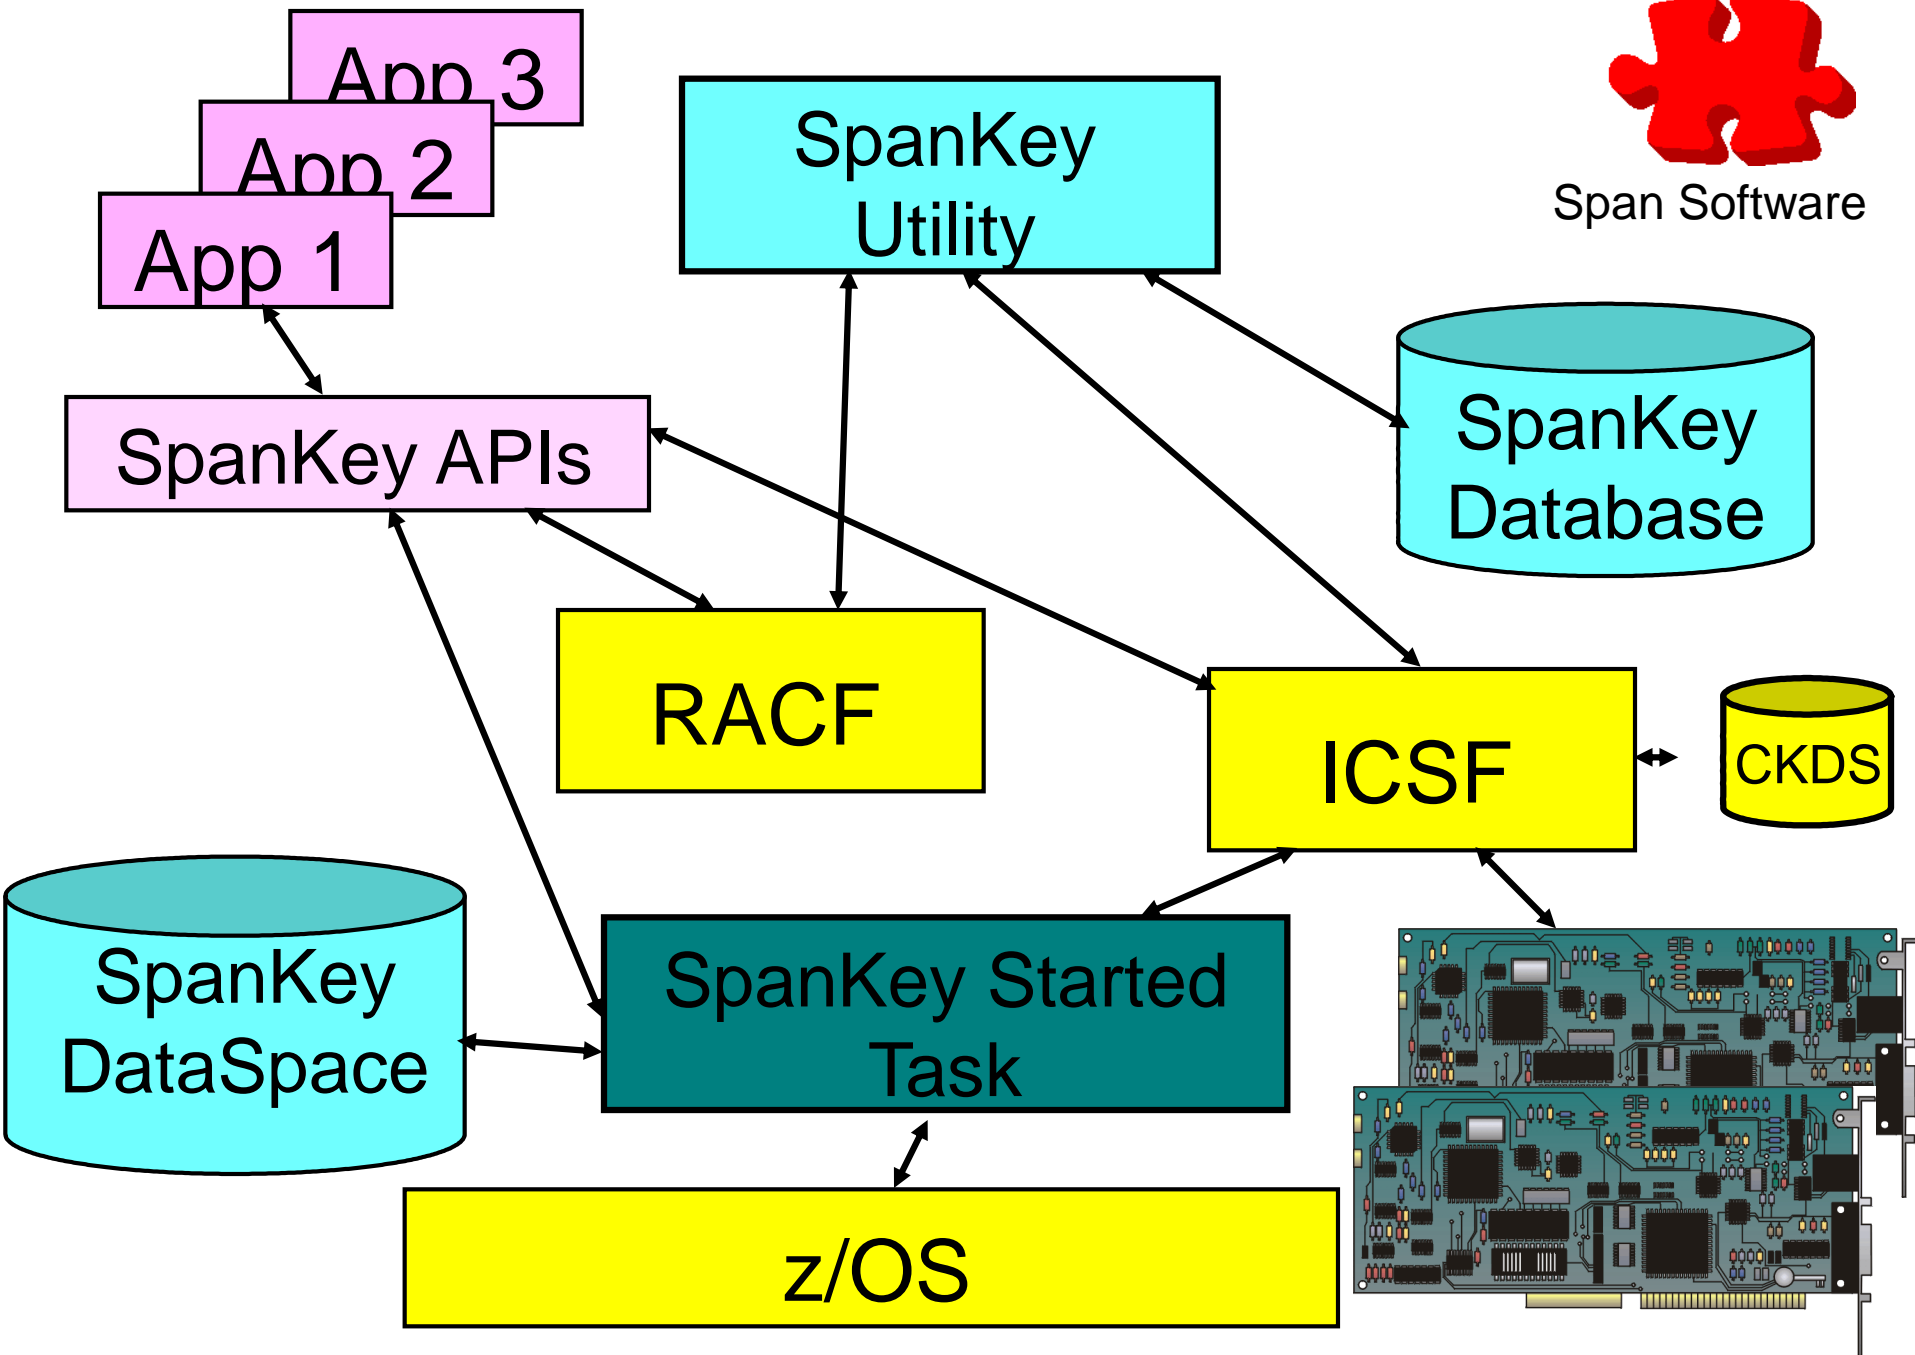 App 3
App 2
App 1
SpanKey
Utility
Span Software
SpanKey APIs
SpanKey
Database
RACF
ICSF
CKDS
SpanKey
DataSpace
SpanKey Started
Task
z/OS